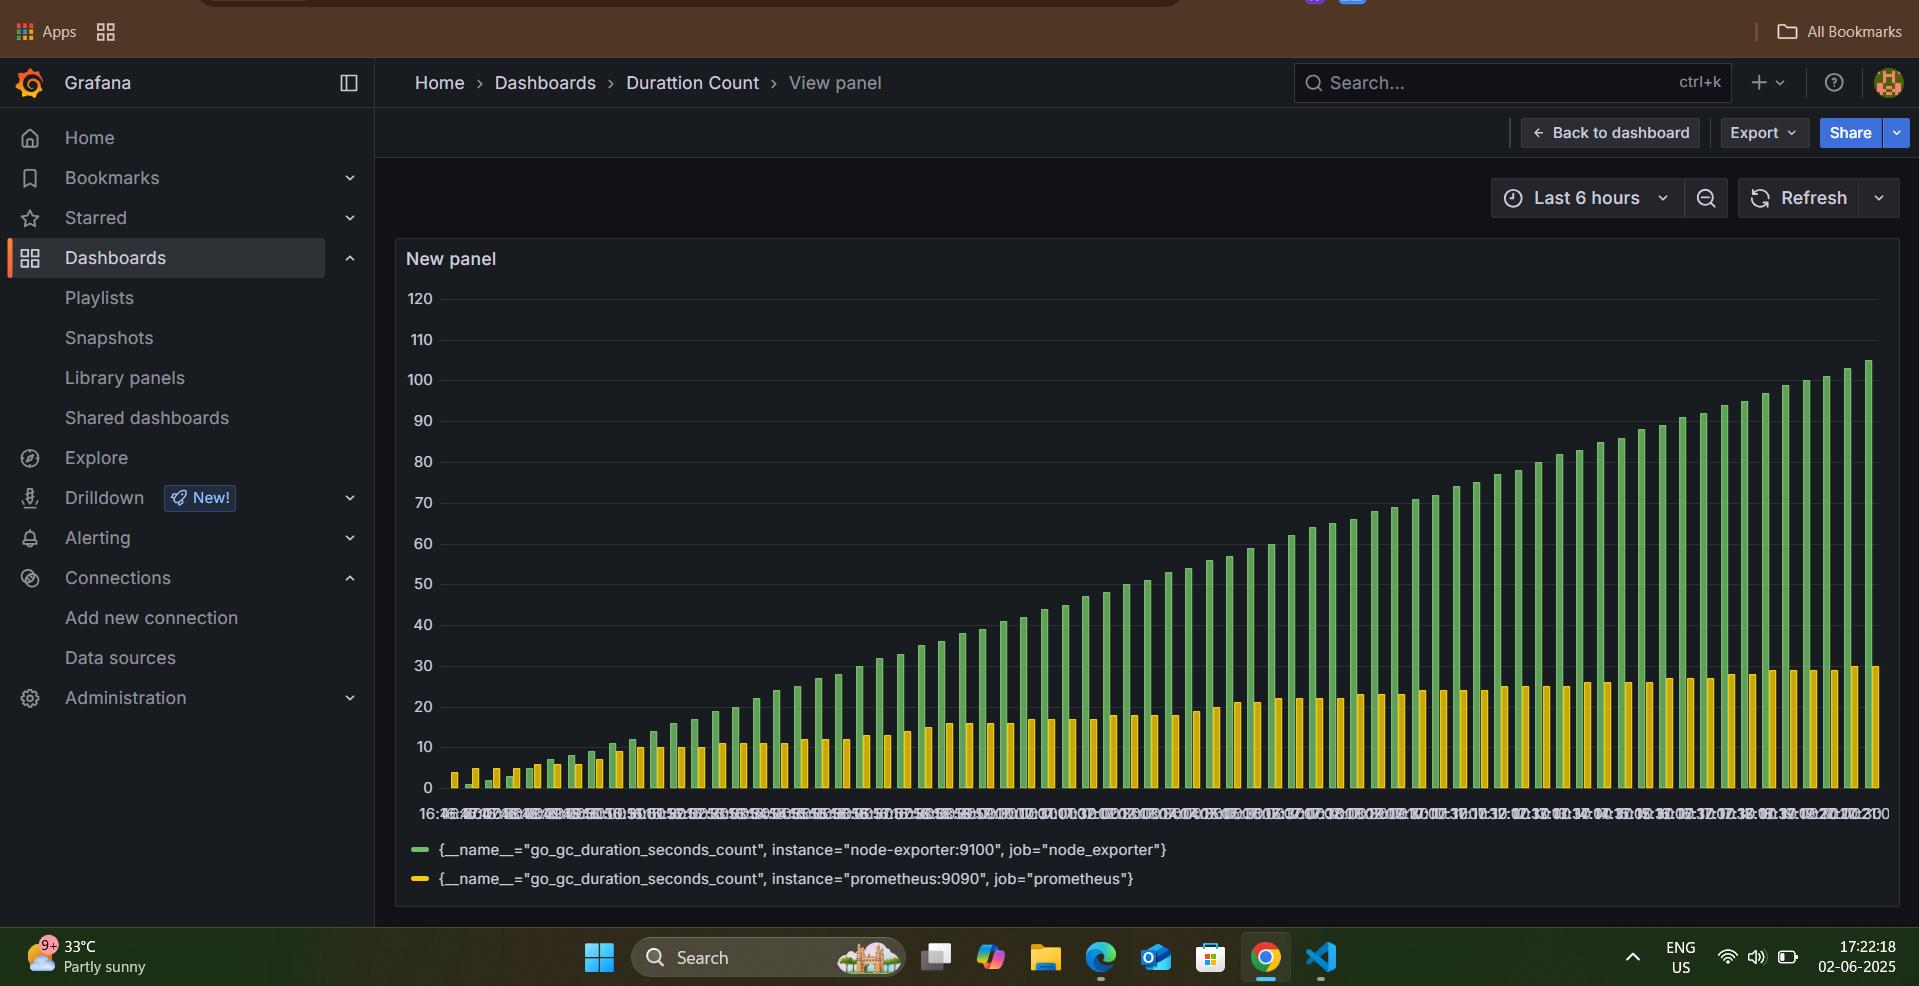 Apps
All Bookmarks
Grafana
Home › Dashboards › Durattion Count › View panel
Search... ctrl+k
Back to dashboard
Export
Share
Last 6 hours
Refresh
Home
Bookmarks
Starred
Dashboards
Playlists
Snapshots
Library panels
Shared dashboards
Explore
Drilldown New!
Alerting
Connections
Add new connection
Data sources
Administration
New panel
120
110
100
90
80
70
60
50
40
30
20
10
0
{__name__="go_gc_duration_seconds_count", instance="node-exporter:9100", job="node_exporter"}
{__name__="go_gc_duration_seconds_count", instance="prometheus:9090", job="prometheus"}
9+
33°C
Partly sunny
Search
ENG
US
17:22:18
02-06-2025